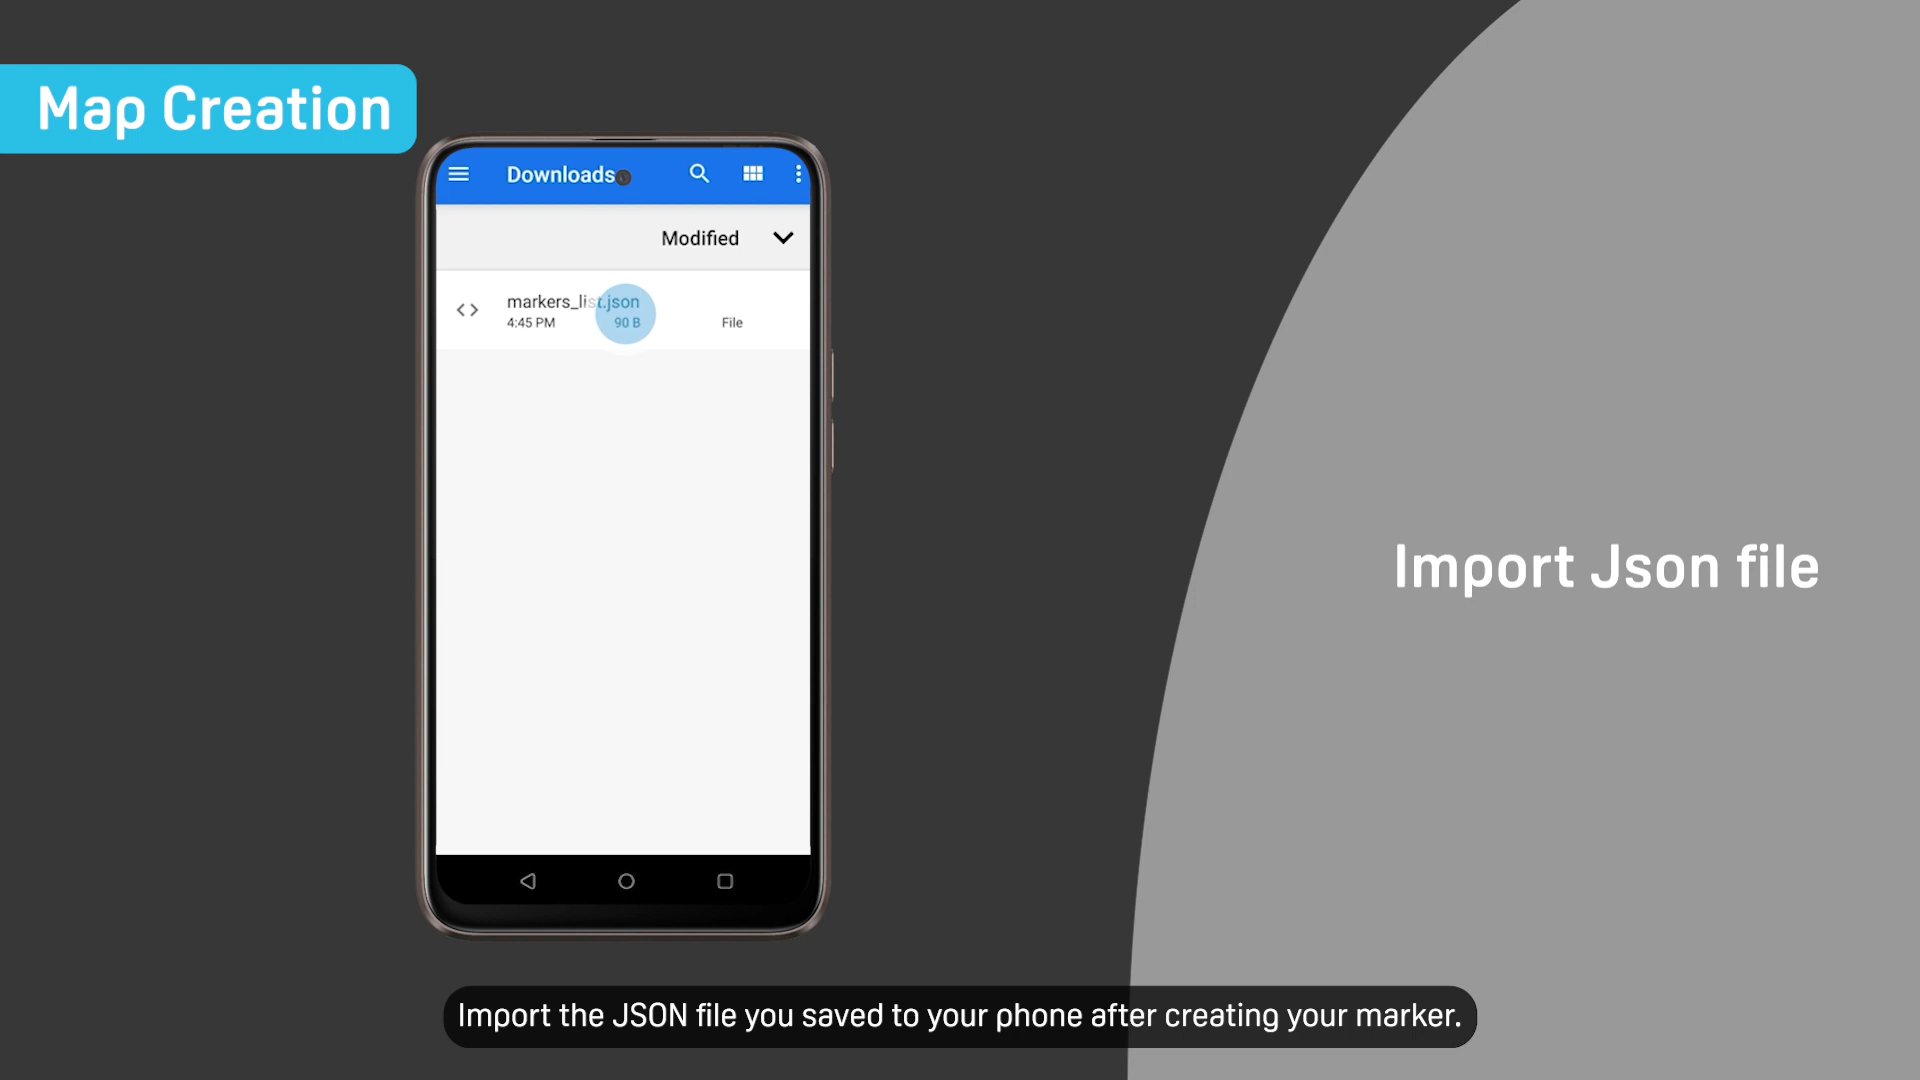 Map Creation
Downloads
Modified
markers_list.json
4:45 PM 90 B File
Import Json file
Import the JSON file you saved to your phone after creating your marker.